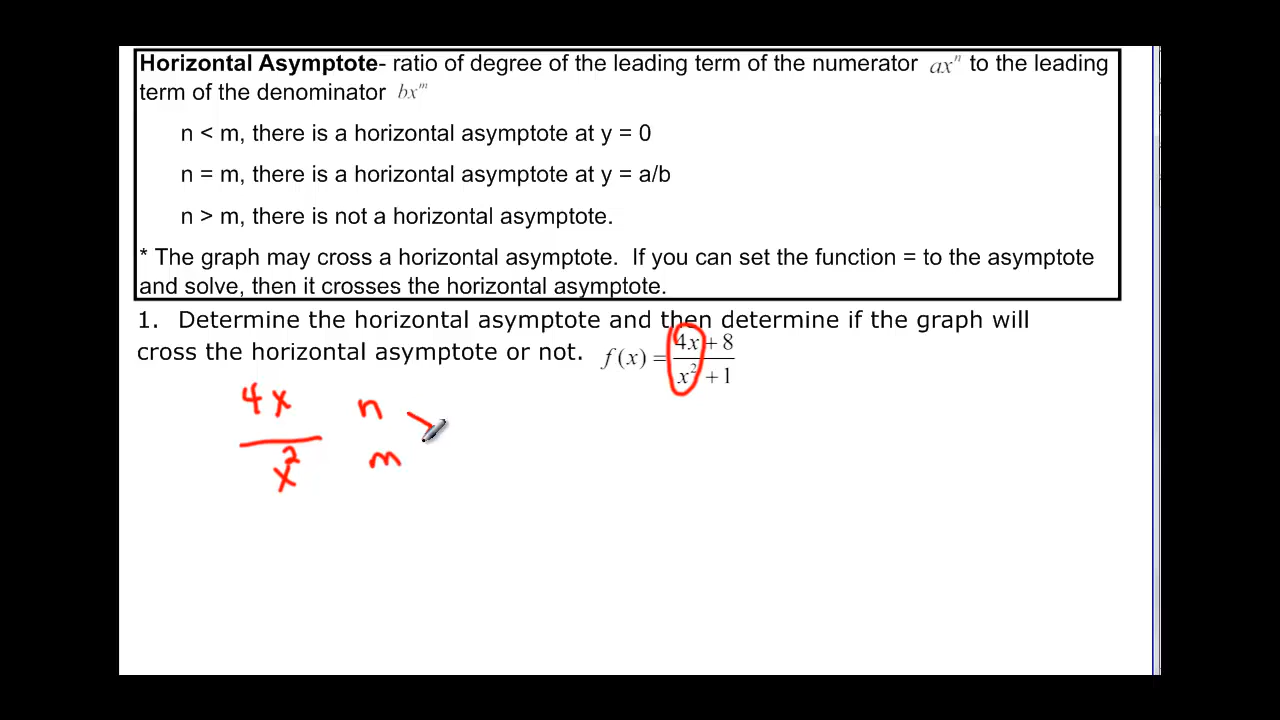 Horizontal Asymptote- ratio of degree of the leading term of the numerator axⁿ to the leading
term of the denominator bxᵐ
n < m, there is a horizontal asymptote at y = 0
n = m, there is a horizontal asymptote at y = a/b
n > m, there is not a horizontal asymptote.
* The graph may cross a horizontal asymptote. If you can set the function = to the asymptote
and solve, then it crosses the horizontal asymptote.
1. Determine the horizontal asymptote and then determine if the graph will
cross the horizontal asymptote or not. f(x) = (4x + 8)/(x² + 1)
4x n
x² m